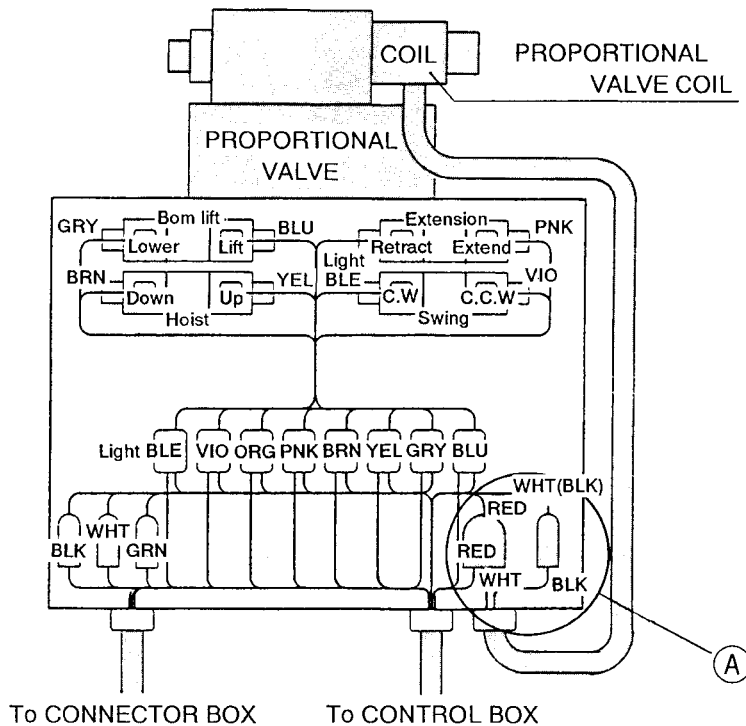 COIL
PROPORTIONAL
VALVE COIL
PROPORTIONAL
VALVE
GRY
Bom lift
BLU
Extension
PNK
Lower
Lift
Retract
Extend
Light
BRN
YEL
BLE
VIO
Down
Up
C.W
C.C.W
Hoist
Swing
Light BLE
VIO
ORG
PNK
BRN
YEL
GRY
BLU
WHT(BLK)
RED
WHT
BLK
GRN
RED
WHT
BLK
A
To CONNECTOR BOX
To CONTROL BOX